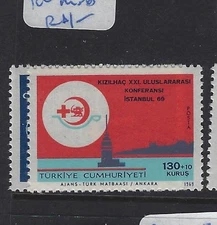 KIZILHAÇ XXI. ULUSLARARASI
KONFERANSI
İSTANBUL 69
130+10
KURUŞ
TÜRKİYE CUMHURİYETİ
AJANS-TÜRK MATBAASI / ANKARA
1969